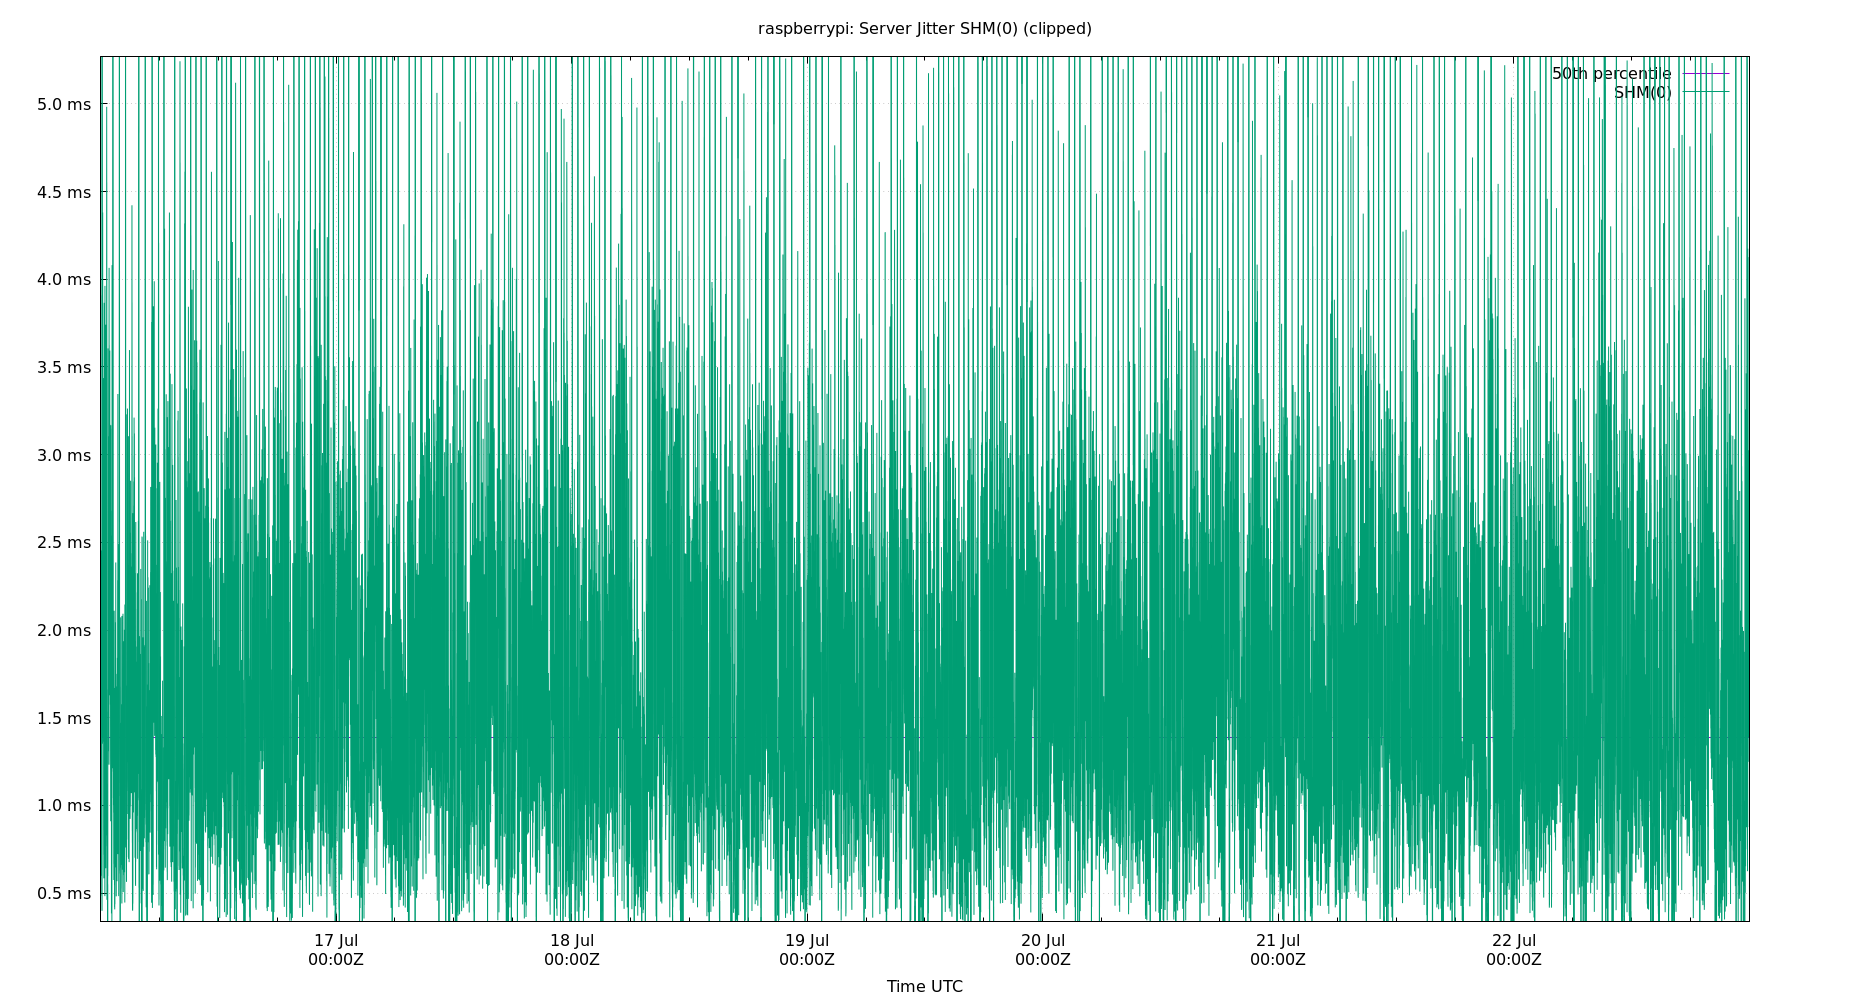 raspberrypi: Server Jitter SHM(0) (clipped)
50th percentile
SHM(0)
5.0 ms
4.5 ms
4.0 ms
3.5 ms
3.0 ms
2.5 ms
2.0 ms
1.5 ms
1.0 ms
0.5 ms
17 Jul 18 Jul 19 Jul 20 Jul 21 Jul 22 Jul
00:00Z 00:00Z 00:00Z 00:00Z 00:00Z 00:00Z
Time UTC